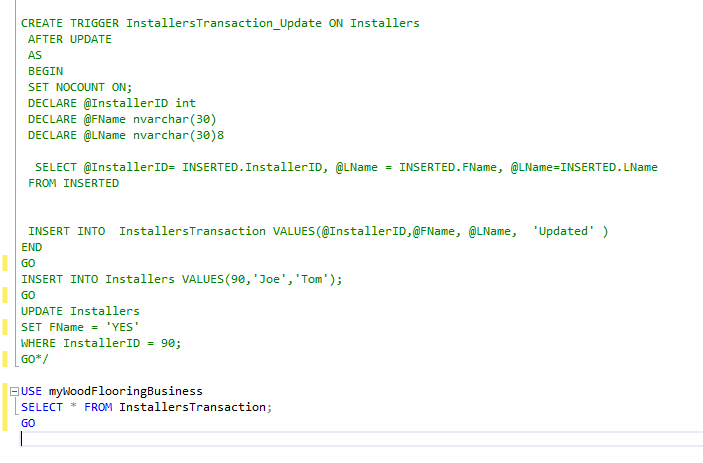 CREATE TRIGGER InstallersTransaction_Update ON Installers
AFTER UPDATE
AS
BEGIN
SET NOCOUNT ON;
DECLARE @InstallerID int
DECLARE @FName nvarchar(30)
DECLARE @LName nvarchar(30)8
SELECT @InstallerID= INSERTED.InstallerID, @LName = INSERTED.FName, @LName=INSERTED.LName
FROM INSERTED
INSERT INTO  InstallersTransaction VALUES(@InstallerID,@FName, @LName,  'Updated' )
END
GO
INSERT INTO Installers VALUES(90,'Joe','Tom');
GO
UPDATE Installers
SET FName = 'YES'
WHERE InstallerID = 90;
GO*/
USE myWoodFlooringBusiness
SELECT * FROM InstallersTransaction;
GO